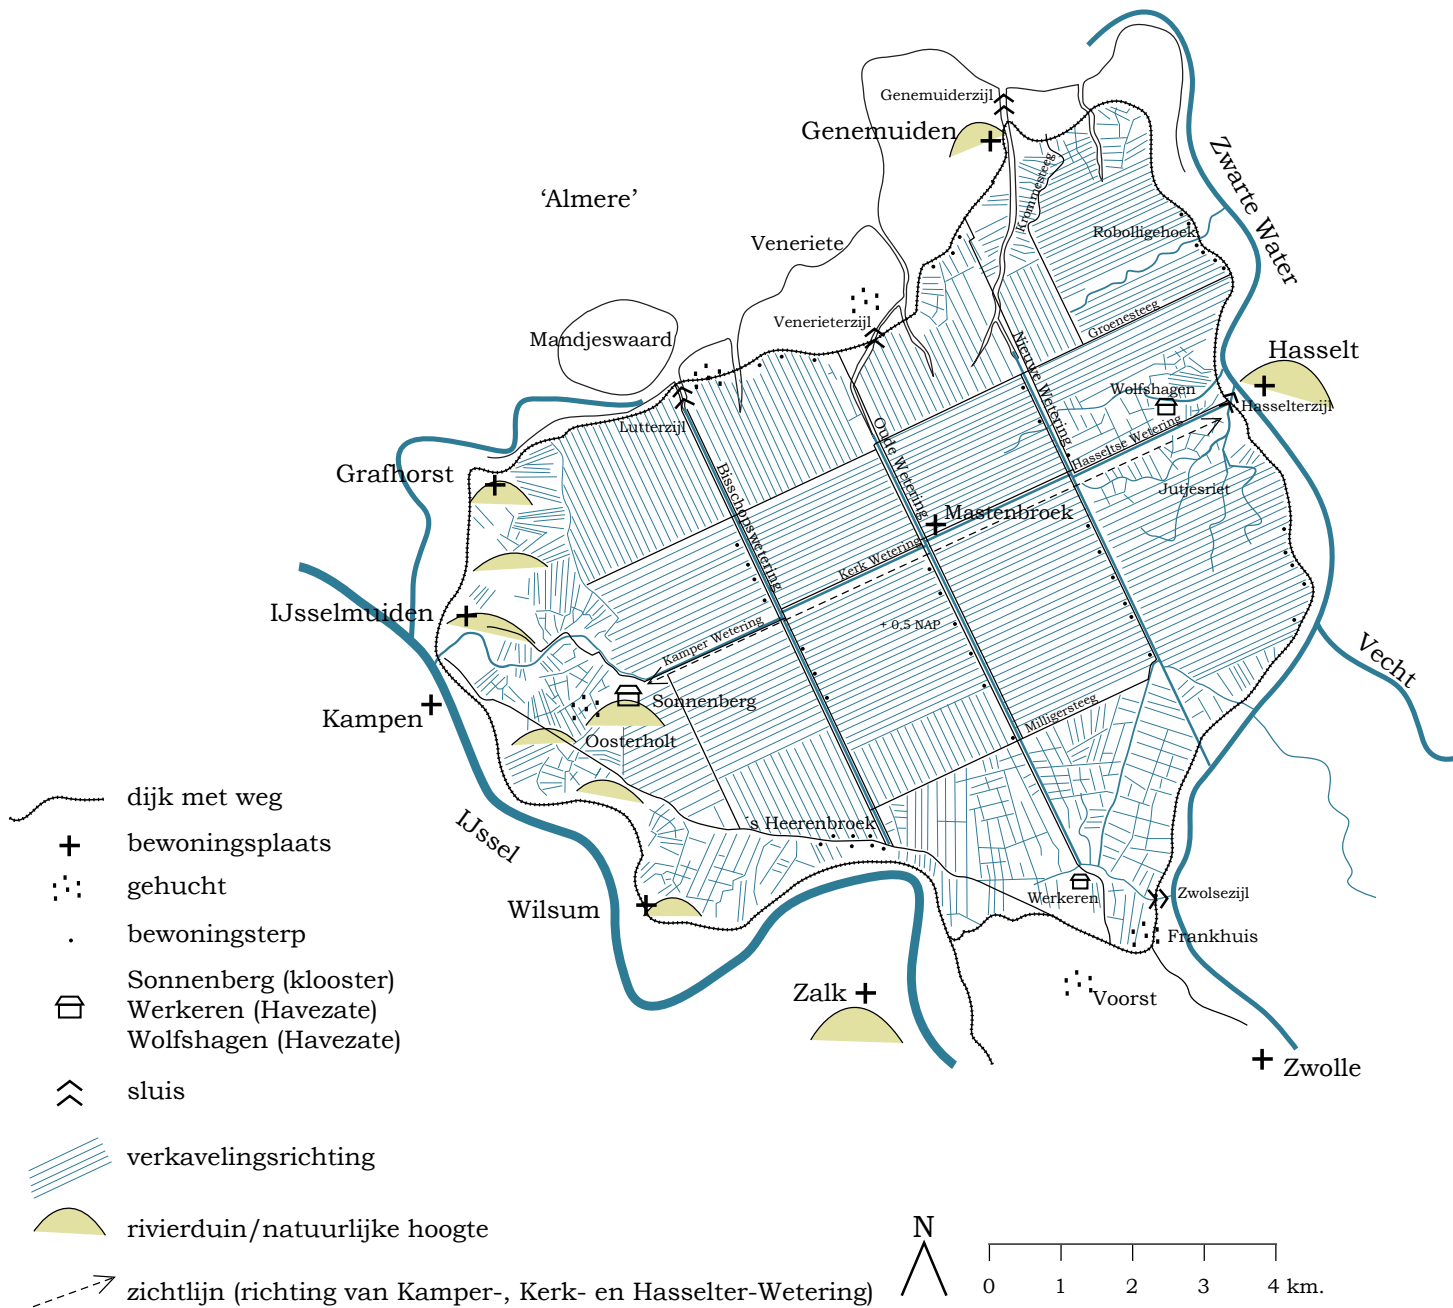 Genemuiderzijl
Genemuiden
Krommesteeg
Zwarte Water
'Almere'
Veneriete
Robolligehoek
Venerieterzijl
Groenesteeg
Mandjeswaard
Nieuwe Wetering
Hasselt
Wolfshagen
Hasselterzijl
Lutterzijl
Oude Wetering
Hasseltse Wetering
Grafhorst
Bisschopswetering
Jutjesriet
Mastenbroek
Kerk Wetering
IJsselmuiden
+ 0.5 NAP
Kamper Wetering
Vecht
Sonnenberg
Kampen
Milligersteeg
Oosterholt
IJssel
's Heerenbroek
Wilsum
Werkeren
Zwolsezijl
Frankhuis
Zalk
Voorst
Zwolle
dijk met weg
bewoningsplaats
gehucht
bewoningsterp
Sonnenberg (klooster)
Werkeren (Havezate)
Wolfshagen (Havezate)
sluis
verkavelingsrichting
rivierduin/natuurlijke hoogte
zichtlijn (richting van Kamper-, Kerk- en Hasselter-Wetering)
N
0 1 2 3 4 km.